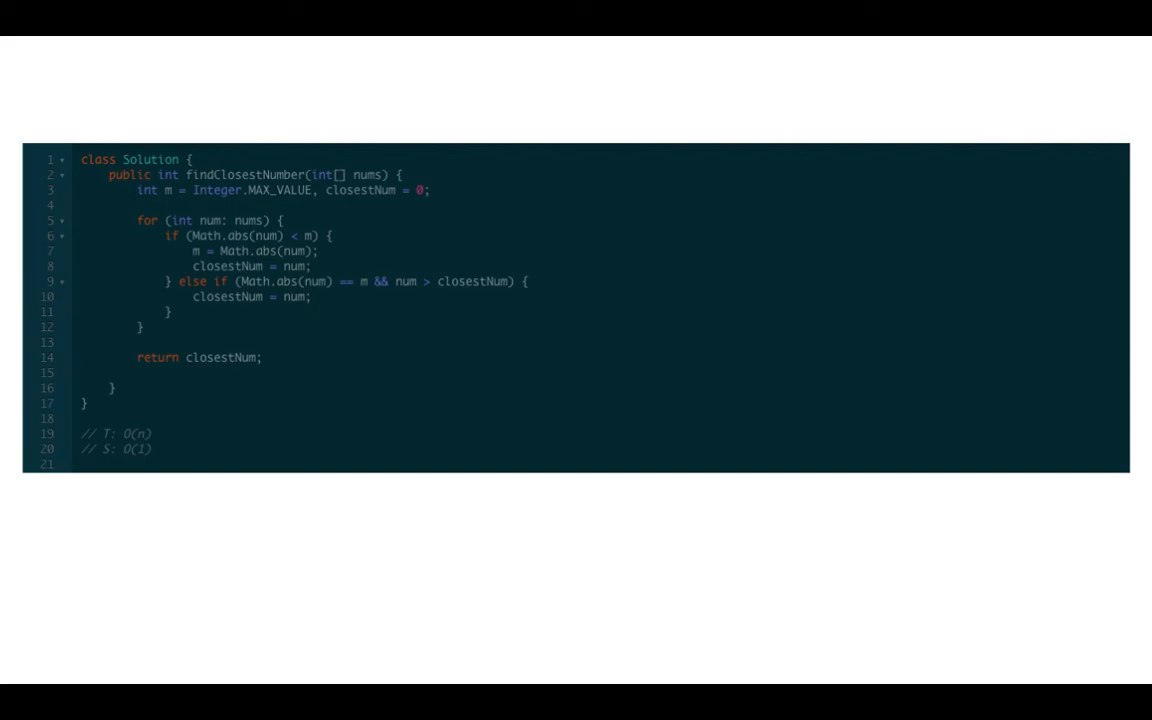 1 class Solution {
2 public int findClosestNumber(int[] nums) {
3 int m = Integer.MAX_VALUE, closestNum = 0;
4
5 for (int num: nums) {
6 if (Math.abs(num) < m) {
7 m = Math.abs(num);
8 closestNum = num;
9 } else if (Math.abs(num) == m && num > closestNum) {
10 closestNum = num;
11 }
12 }
13
14 return closestNum;
15
16 }
17 }
18
19 // T: O(n)
20 // S: O(1)
21